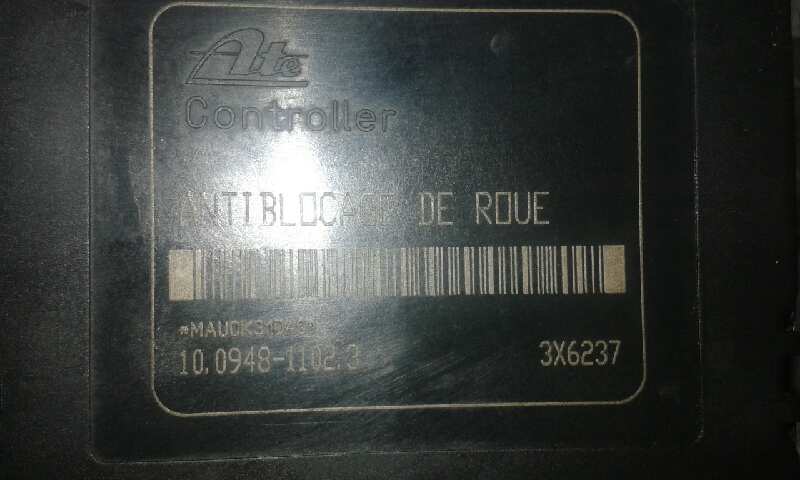 Ate
Controller
ANTIBLOCAGE DE ROUE
10.0948-1102.3 3X6237